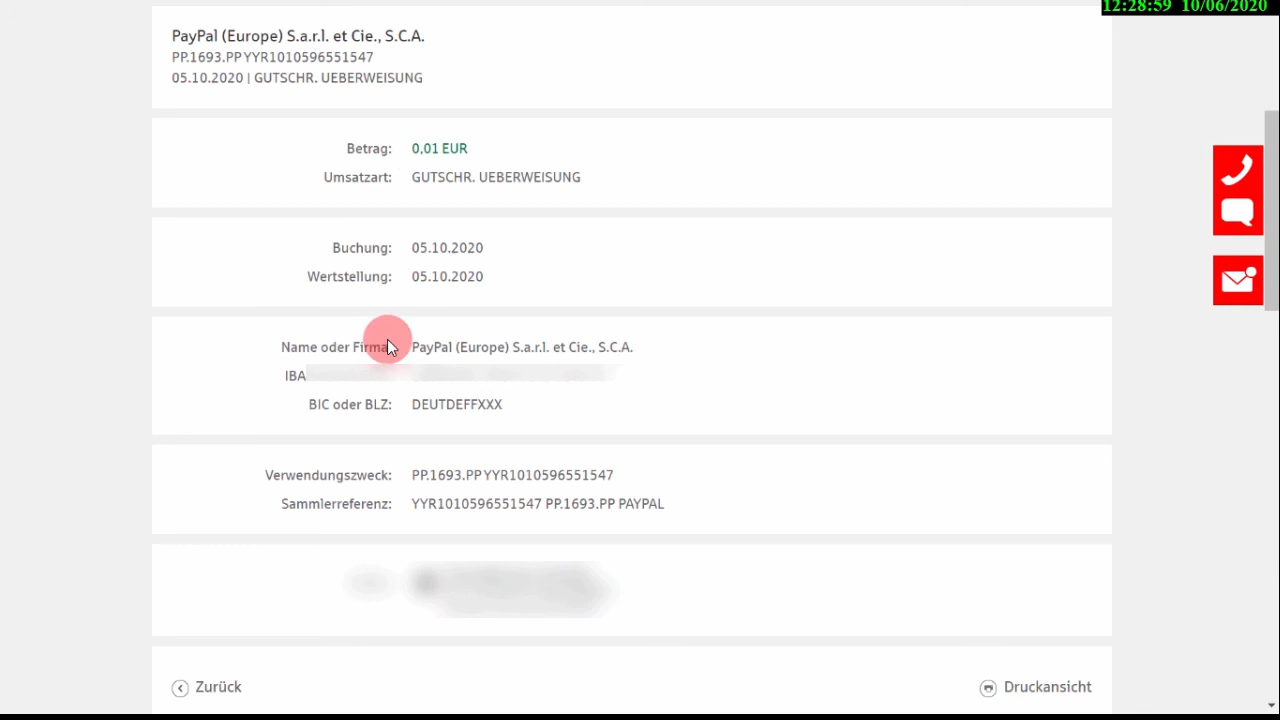 12:28:59 10/06/2020
PayPal (Europe) S.a.r.l. et Cie., S.C.A.
PP.1693.PP YYR1010596551547
05.10.2020 | GUTSCHR. UEBERWEISUNG
Betrag: 0,01 EUR
Umsatzart: GUTSCHR. UEBERWEISUNG
Buchung: 05.10.2020
Wertstellung: 05.10.2020
Name oder Firma PayPal (Europe) S.a.r.l. et Cie., S.C.A.
IBA
BIC oder BLZ: DEUTDEFFXXX
Verwendungszweck: PP.1693.PP YYR1010596551547
Sammlerreferenz: YYR1010596551547 PP.1693.PP PAYPAL
Zurück Druckansicht